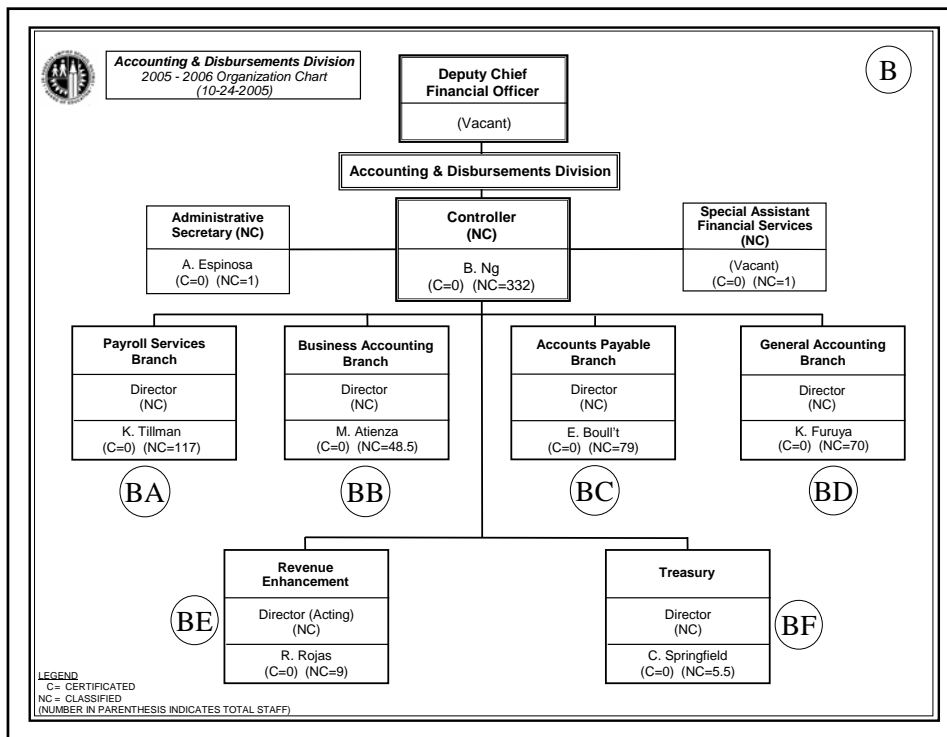 Accounting & Disbursements Division
2005 - 2006 Organization Chart
(10-24-2005)
B
Deputy Chief
Financial Officer
(Vacant)
Accounting & Disbursements Division
Administrative
Secretary (NC)
A. Espinosa
(C=0) (NC=1)
Controller
(NC)
B. Ng
(C=0) (NC=332)
Special Assistant
Financial Services
(NC)
(Vacant)
(C=0) (NC=1)
Payroll Services
Branch
Director
(NC)
K. Tillman
(C=0) (NC=117)
BA
Business Accounting
Branch
Director
(NC)
M. Atienza
(C=0) (NC=48.5)
BB
Accounts Payable
Branch
Director
(NC)
E. Boull't
(C=0) (NC=79)
BC
General Accounting
Branch
Director
(NC)
K. Furuya
(C=0) (NC=70)
BD
Revenue
Enhancement
Director (Acting)
(NC)
R. Rojas
(C=0) (NC=9)
BE
Treasury
Director
(NC)
C. Springfield
(C=0) (NC=5.5)
BF
LEGEND
C= CERTIFICATED
NC = CLASSIFIED
(NUMBER IN PARENTHESIS INDICATES TOTAL STAFF)